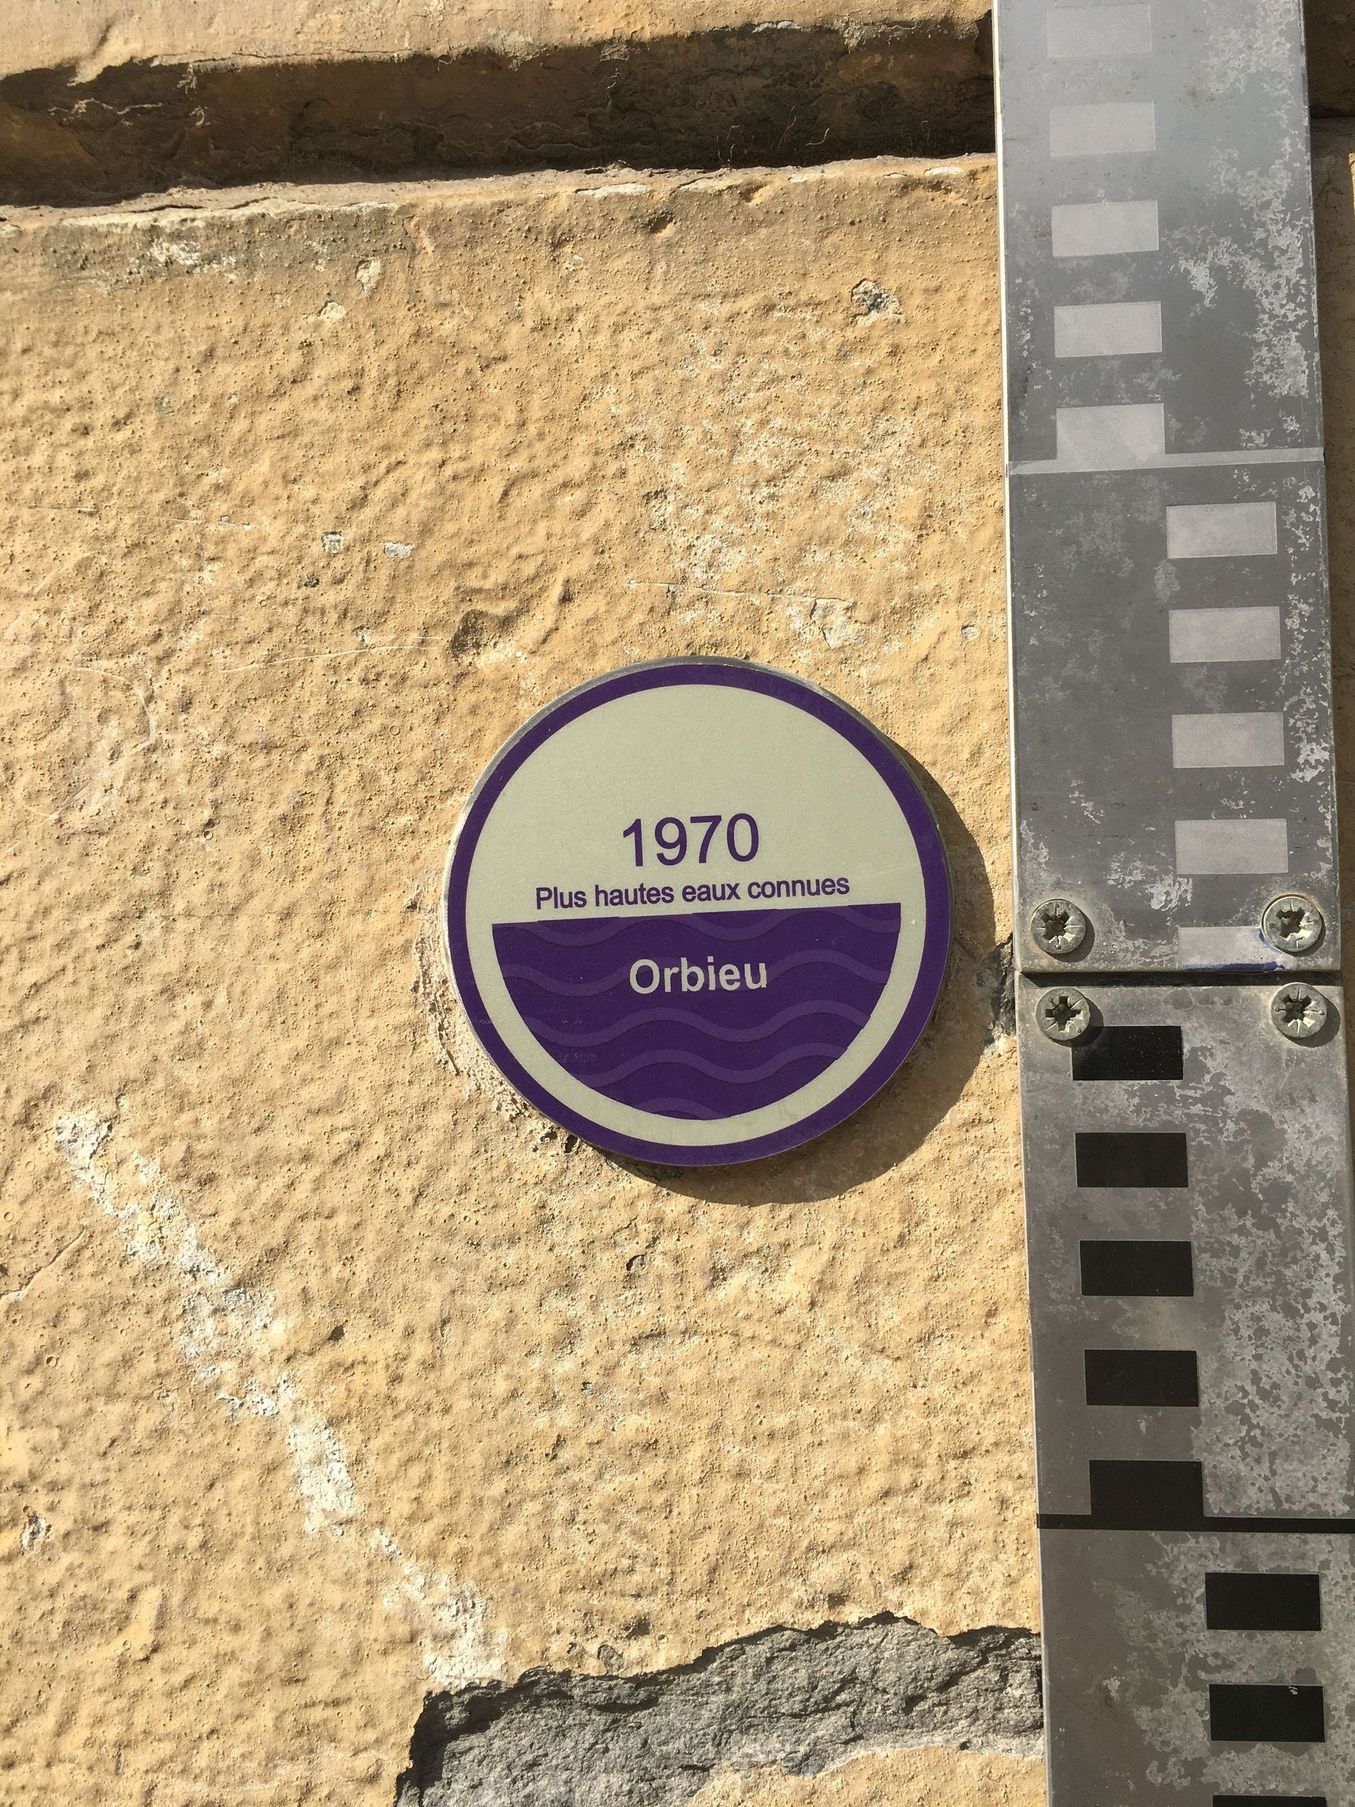 1970
Plus hautes eaux connues
Orbieu